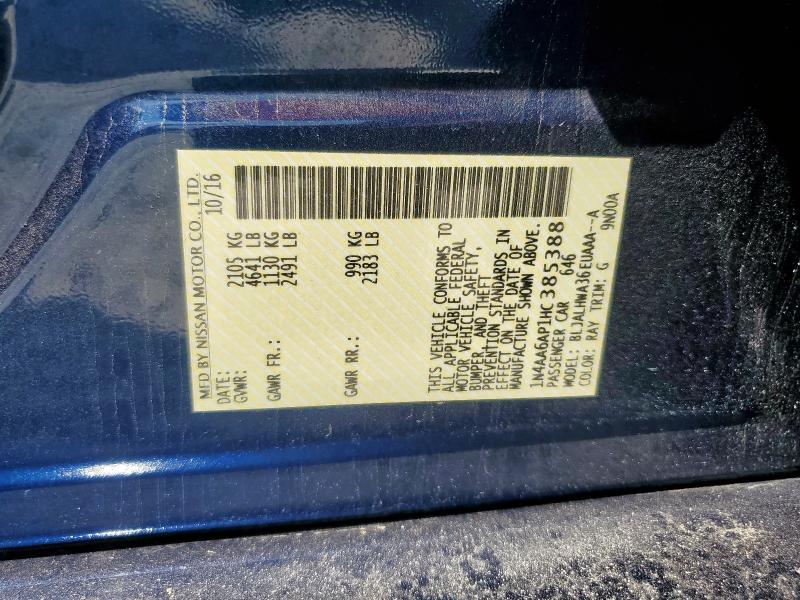 MFD BY NISSAN MOTOR CO., LTD.
DATE: 10/16
GVWR: 2105 KG
4641 LB
GAWR FR.: 1130 KG
2491 LB
GAWR RR.: 990 KG
2183 LB
THIS VEHICLE CONFORMS TO
ALL APPLICABLE FEDERAL
MOTOR VEHICLE SAFETY,
BUMPER, AND THEFT
PREVENTION STANDARDS IN
EFFECT ON THE DATE OF
MANUFACTURE SHOWN ABOVE.
1N4AA6AP1HC385388
PASSENGER CAR 646
MODEL: BLJALHWA36EUAAA--A
COLOR: RAY TRIM: G 9N00A